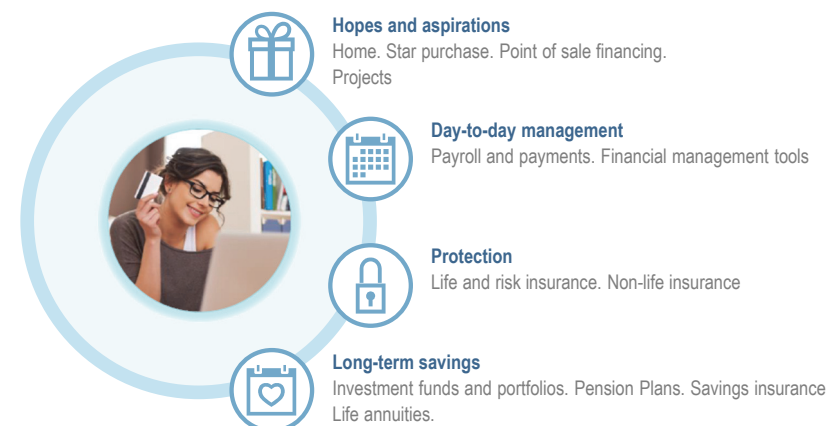 Hopes and aspirations
Home. Star purchase. Point of sale financing.
Projects
Day-to-day management
Payroll and payments. Financial management tools
Protection
Life and risk insurance. Non-life insurance
Long-term savings
Investment funds and portfolios. Pension Plans. Savings insurance
Life annuities.